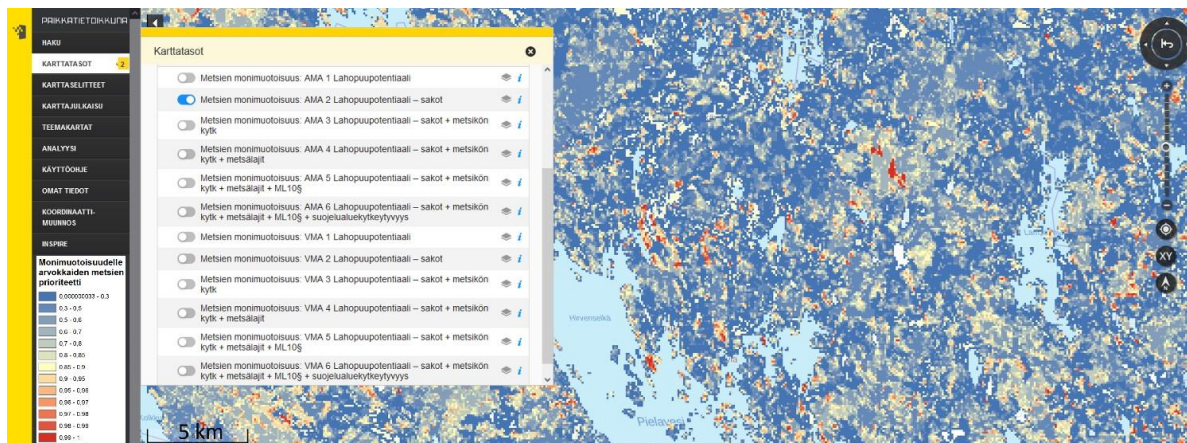 PAIKKATIETOIKKUNA
HAKU
KARTTATASOT
2
KARTTASELITTEET
KARTTAJULKAISU
TEEMAKARTAT
ANALYYSI
KÄYTTÖOHJE
OMAT TIEDOT
KOORDINAATTI-
MUUNNOS
INSPIRE
Monimuotoisuudelle
arvokkaiden metsien
prioriteetti
0,000030033 - 0,3
0,3 - 0,5
0,5 - 0,6
0,6 - 0,7
0,7 - 0,8
0,8 - 0,85
0,85 - 0,9
0,9 - 0,95
0,95 - 0,96
0,96 - 0,97
0,97 - 0,98
0,98 - 0,99
0,99 - 1
Karttatasot
Metsien monimuotoisuus: AMA 1 Lahopuupotentiaali
Metsien monimuotoisuus: AMA 2 Lahopuupotentiaali – sakot
Metsien monimuotoisuus: AMA 3 Lahopuupotentiaali – sakot + metsikön
kytk
Metsien monimuotoisuus: AMA 4 Lahopuupotentiaali – sakot + metsikön
kytk + metsälajit
Metsien monimuotoisuus: AMA 5 Lahopuupotentiaali – sakot + metsikön
kytk + metsälajit + ML10§
Metsien monimuotoisuus: AMA 6 Lahopuupotentiaali – sakot + metsikön
kytk + metsälajit + ML10§ + suojelualuekytkeytyvyys
Metsien monimuotoisuus: VMA 1 Lahopuupotentiaali
Metsien monimuotoisuus: VMA 2 Lahopuupotentiaali – sakot
Metsien monimuotoisuus: VMA 3 Lahopuupotentiaali – sakot + metsikön
kytk
Metsien monimuotoisuus: VMA 4 Lahopuupotentiaali – sakot + metsikön
kytk + metsälajit
Metsien monimuotoisuus: VMA 5 Lahopuupotentiaali – sakot + metsikön
kytk + metsälajit + ML10§
Metsien monimuotoisuus: VMA 6 Lahopuupotentiaali – sakot + metsikön
kytk + metsälajit + ML10§ + suojelualuekytkeytyvyys
Hirvenselkä
Pielavesi
5 km
XY